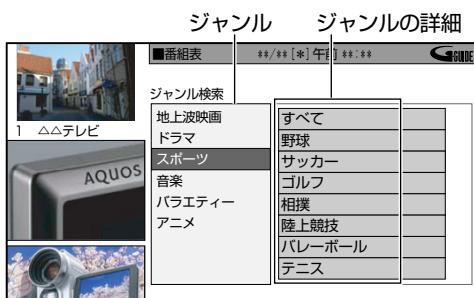 ジャンル　ジャンルの詳細
■番組表　**/** [*] 午前 **:**　GGUIDE
ジャンル検索
地上波映画
ドラマ
スポーツ
音楽
バラエティー
アニメ
すべて
野球
サッカー
ゴルフ
相撲
陸上競技
バレーボール
テニス
1　△△テレビ
AQUOS